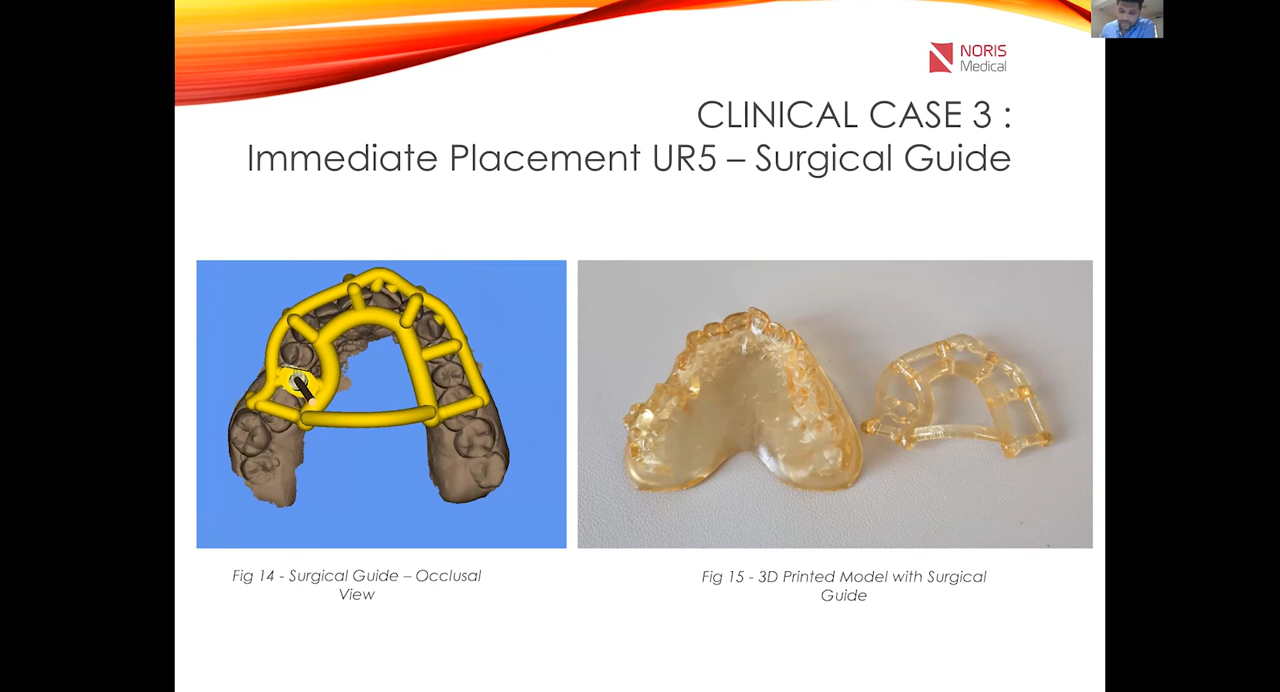 NORIS
Medical
CLINICAL CASE 3 :
Immediate Placement UR5 – Surgical Guide
Fig 14 - Surgical Guide – Occlusal
View
Fig 15 - 3D Printed Model with Surgical
Guide